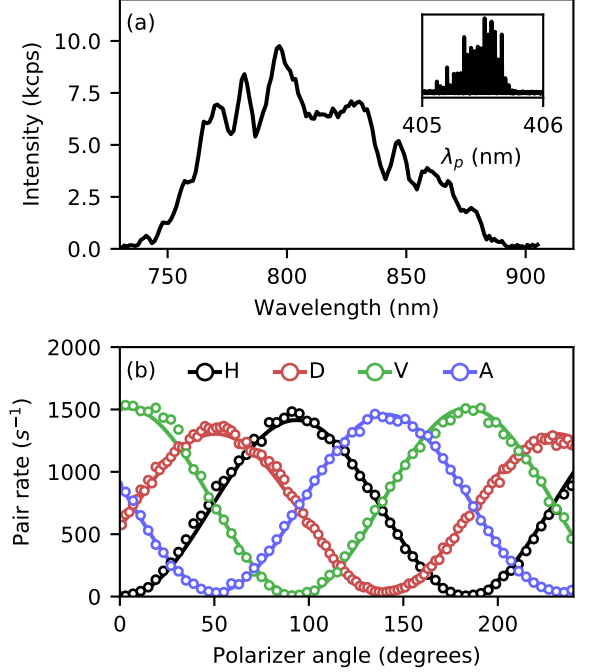 (a)
10.0
7.5
5.0
2.5
0.0
Intensity (kcps)
405 406
λp (nm)
750 800 850 900
Wavelength (nm)
(b) H D V A
2000
1500
1000
500
0
Pair rate (s⁻¹)
0 50 100 150 200
Polarizer angle (degrees)